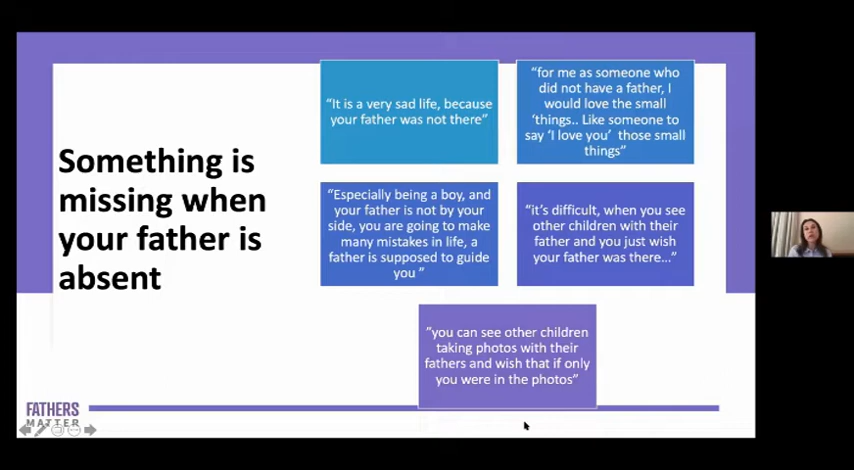 Something is
missing when
your father is
absent
“It is a very sad life, because
your father was not there”
“for me as someone who
did not have a father, I
would love the small
‘things.. Like someone to
say ‘I love you’ those small
things”
“Especially being a boy, and
your father is not by your
side, you are going to make
many mistakes in life, a
father is supposed to guide
you ”
“it’s difficult, when you see
other children with their
father and you just wish
your father was there…”
”you can see other children
taking photos with their
fathers and wish that if only
you were in the photos”
FATHERS
MATTER